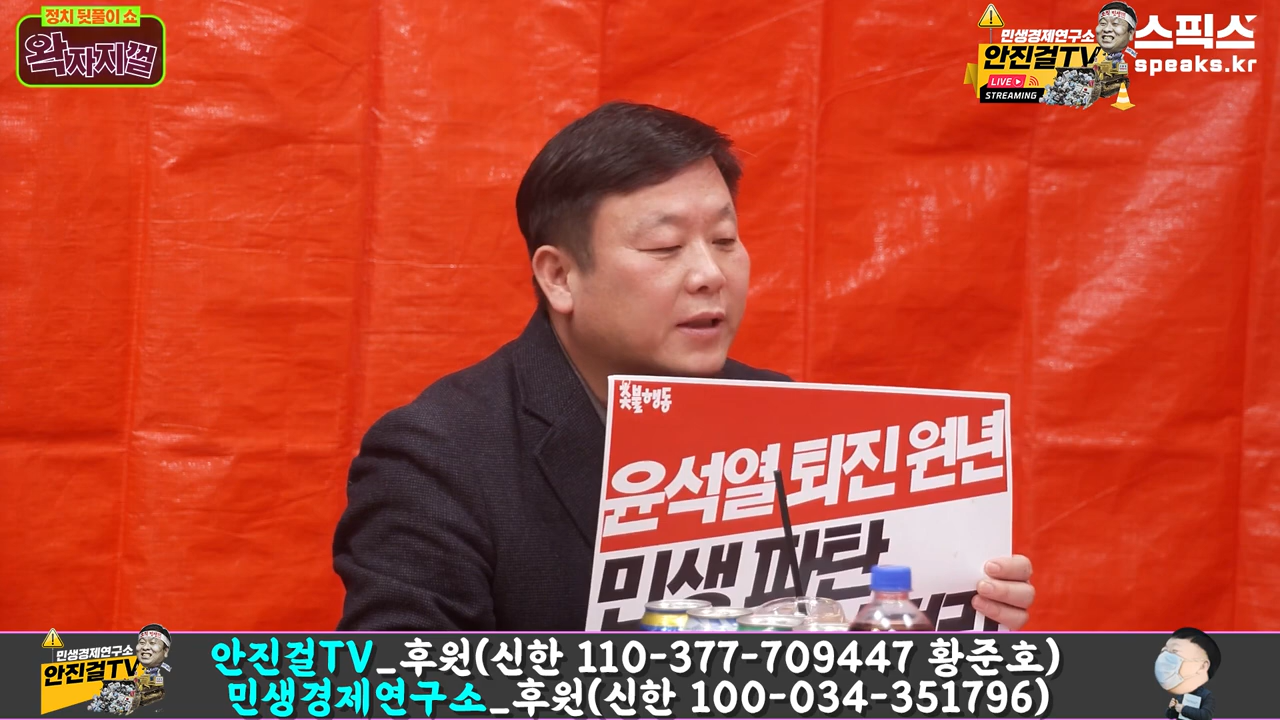 정치 뒷풀이 쇼
왁자지껄
민생경제연구소
안진걸TV
LIVE
STREAMING
스픽스
speaks.kr
촛불행동
윤석열 퇴진 원년
민생 파탄
민생경제연구소
안진걸TV
안진걸TV_후원(신한 110-377-709447 황준호)
민생경제연구소_후원(신한 100-034-351796)